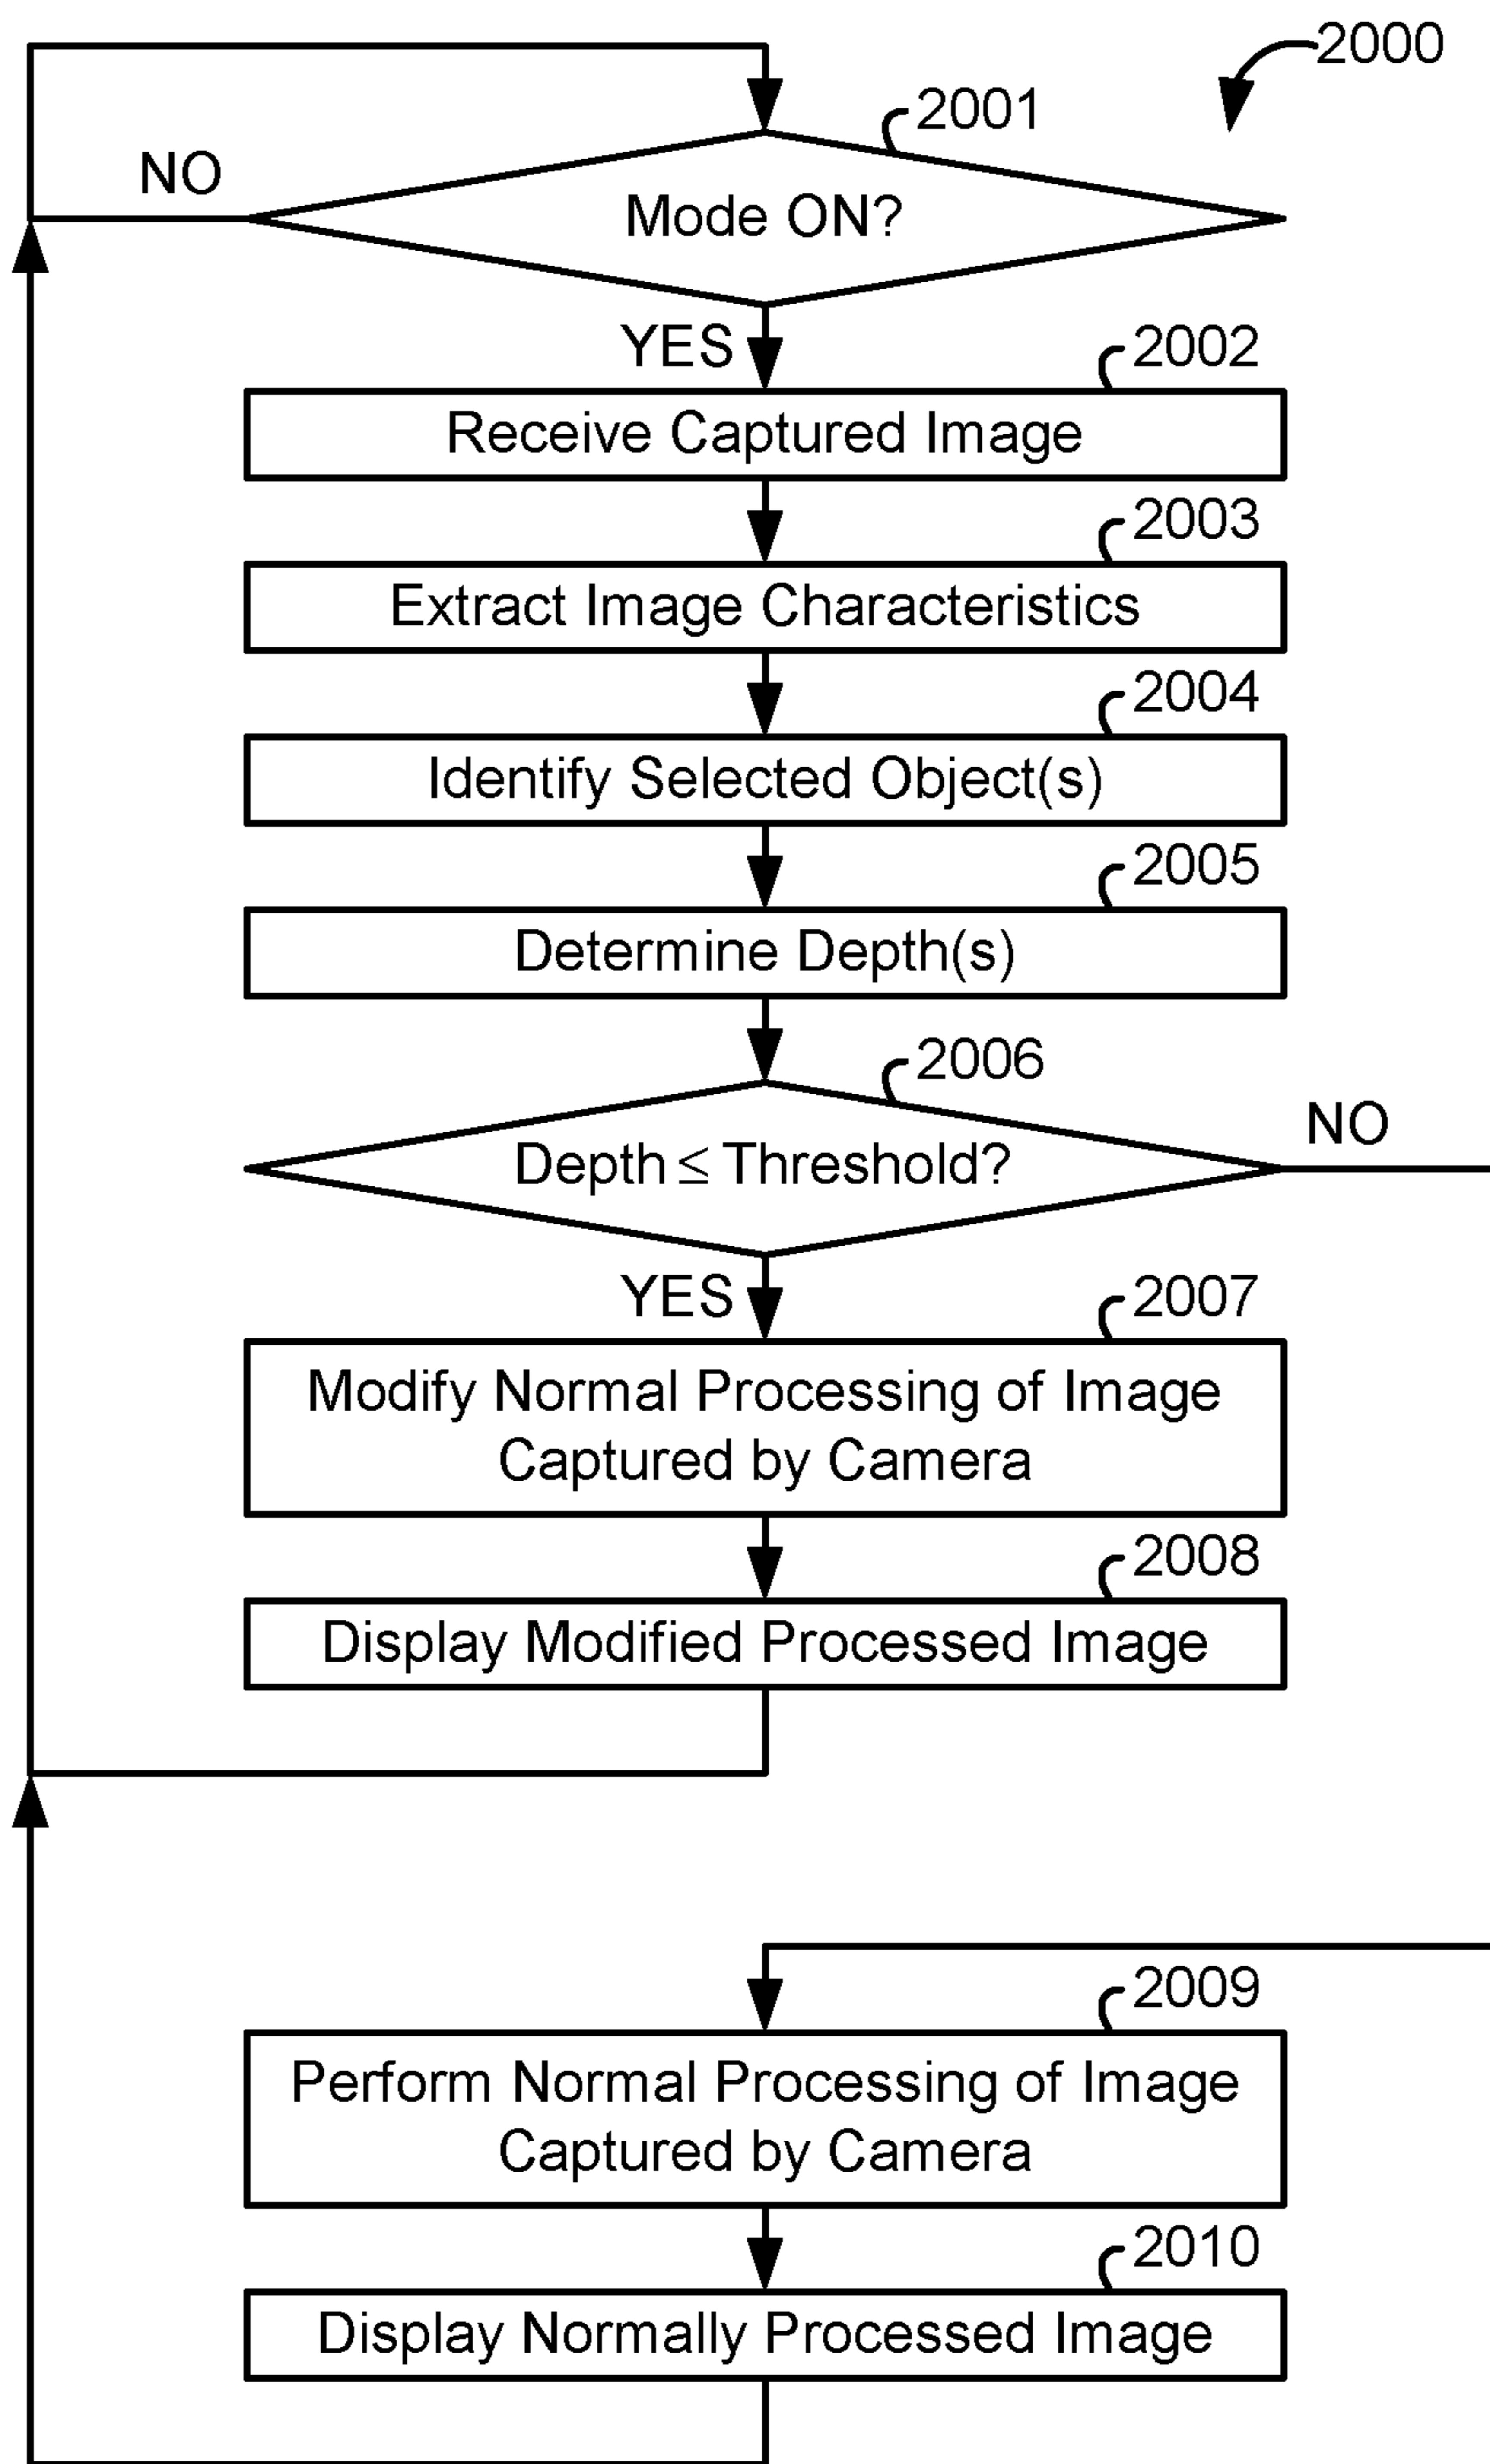 2000
2001
NO
Mode ON?
YES
2002
Receive Captured Image
2003
Extract Image Characteristics
2004
Identify Selected Object(s)
2005
Determine Depth(s)
2006
NO
Depth ≤ Threshold?
YES
2007
Modify Normal Processing of Image
Captured by Camera
2008
Display Modified Processed Image
2009
Perform Normal Processing of Image
Captured by Camera
2010
Display Normally Processed Image